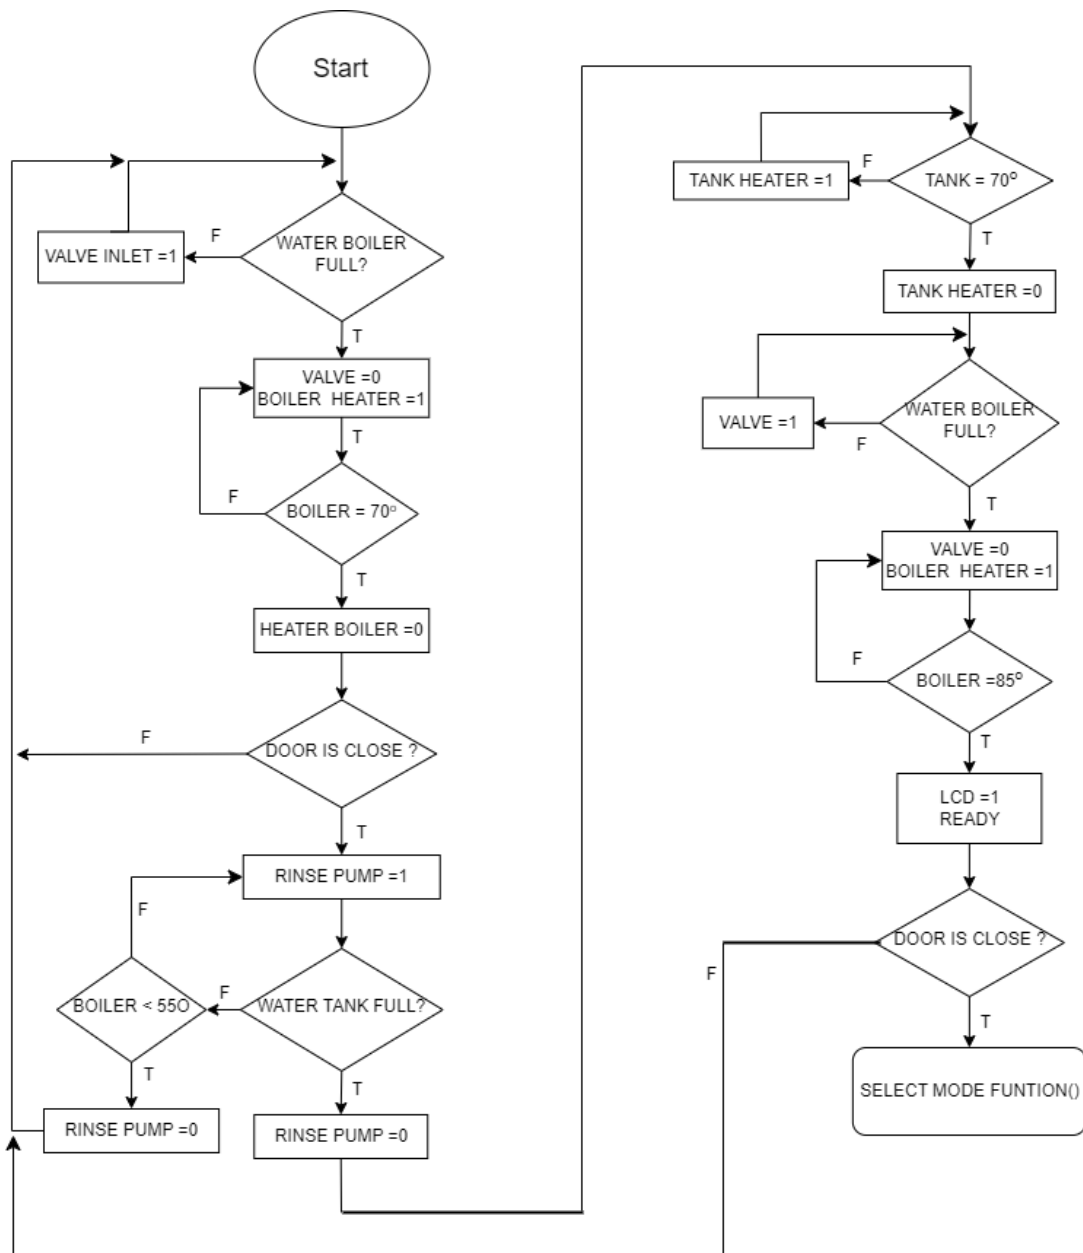 Start
F
VALVE INLET =1
WATER BOILER
FULL?
T
VALVE =0
BOILER  HEATER =1
T
F
BOILER = 70°
T
HEATER BOILER =0
F
DOOR IS CLOSE ?
T
RINSE PUMP =1
F
BOILER < 55O
F
WATER TANK FULL?
T
T
RINSE PUMP =0
RINSE PUMP =0
TANK HEATER =1
F
TANK = 70°
T
TANK HEATER =0
VALVE =1
F
WATER BOILER
FULL?
T
VALVE =0
BOILER  HEATER =1
F
BOILER =85°
T
LCD =1
READY
F
DOOR IS CLOSE ?
T
SELECT MODE FUNTION()